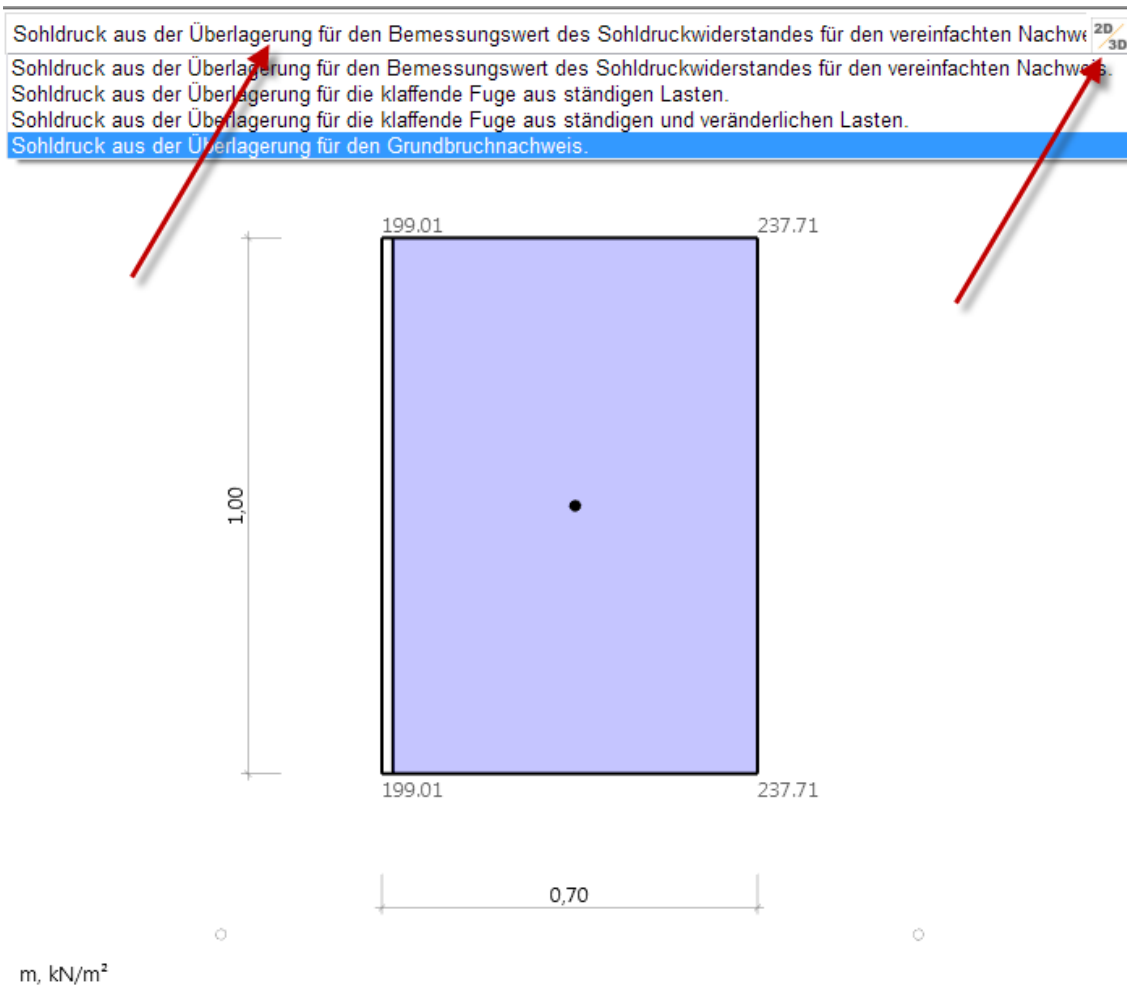 Sohldruck aus der Überlagerung für den Bemessungswert des Sohldruckwiderstandes für den vereinfachten Nachwe 2D/3D
Sohldruck aus der Überlagerung für den Bemessungswert des Sohldruckwiderstandes für den vereinfachten Nachweis.
Sohldruck aus der Überlagerung für die klaffende Fuge aus ständigen Lasten.
Sohldruck aus der Überlagerung für die klaffende Fuge aus ständigen und veränderlichen Lasten.
Sohldruck aus der Überlagerung für den Grundbruchnachweis.
199.01 237.71
1,00
199.01 237.71
0,70
m, kN/m²